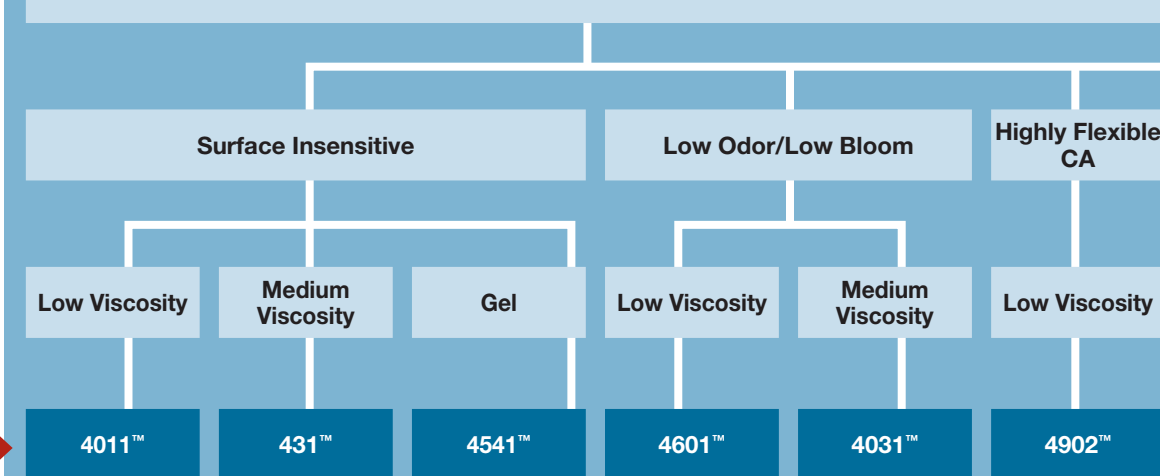 Surface Insensitive
Low Odor/Low Bloom
Highly Flexible
CA
Low Viscosity
Medium
Viscosity
Gel
Low Viscosity
Medium
Viscosity
Low Viscosity
4011™
431™
4541™
4601™
4031™
4902™